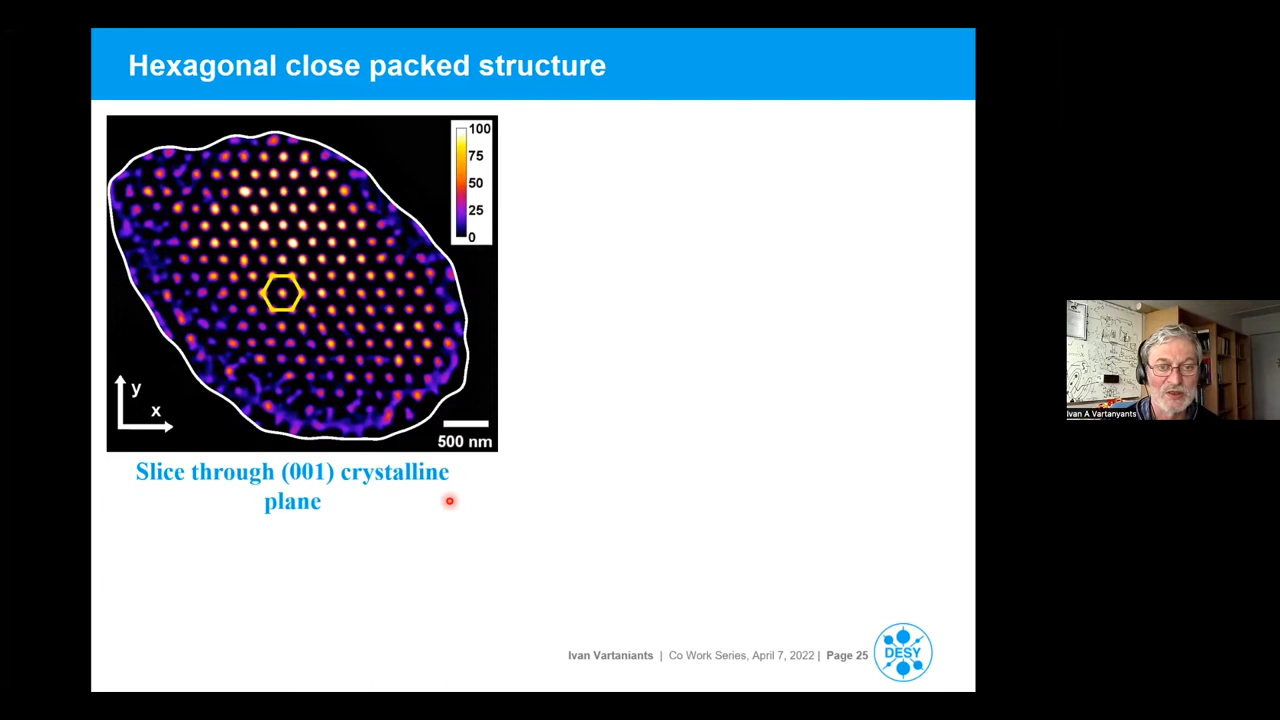 Hexagonal close packed structure
100
75
50
25
0
y
x
500 nm
Slice through (001) crystalline
plane
Ivan A Vartanyants
Ivan Vartaniants | Co Work Series, April 7, 2022 | Page 25
DESY